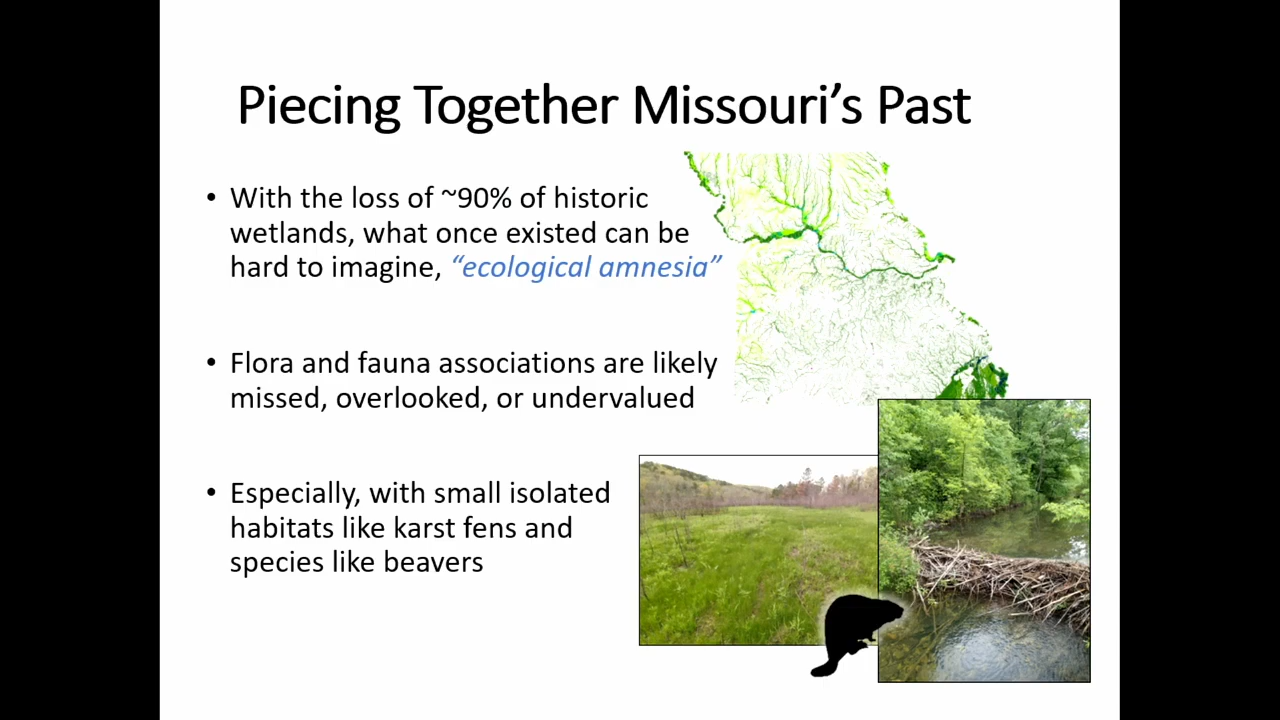 Piecing Together Missouri’s Past
• With the loss of ~90% of historic
wetlands, what once existed can be
hard to imagine, “ecological amnesia”
• Flora and fauna associations are likely
missed, overlooked, or undervalued
• Especially, with small isolated
habitats like karst fens and
species like beavers